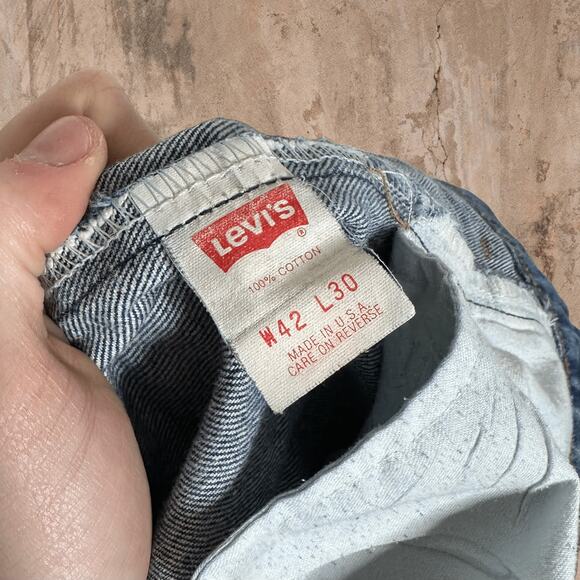 Levi's ®
100% COTTON
W42 L30
MADE IN U.S.A.
CARE ON REVERSE